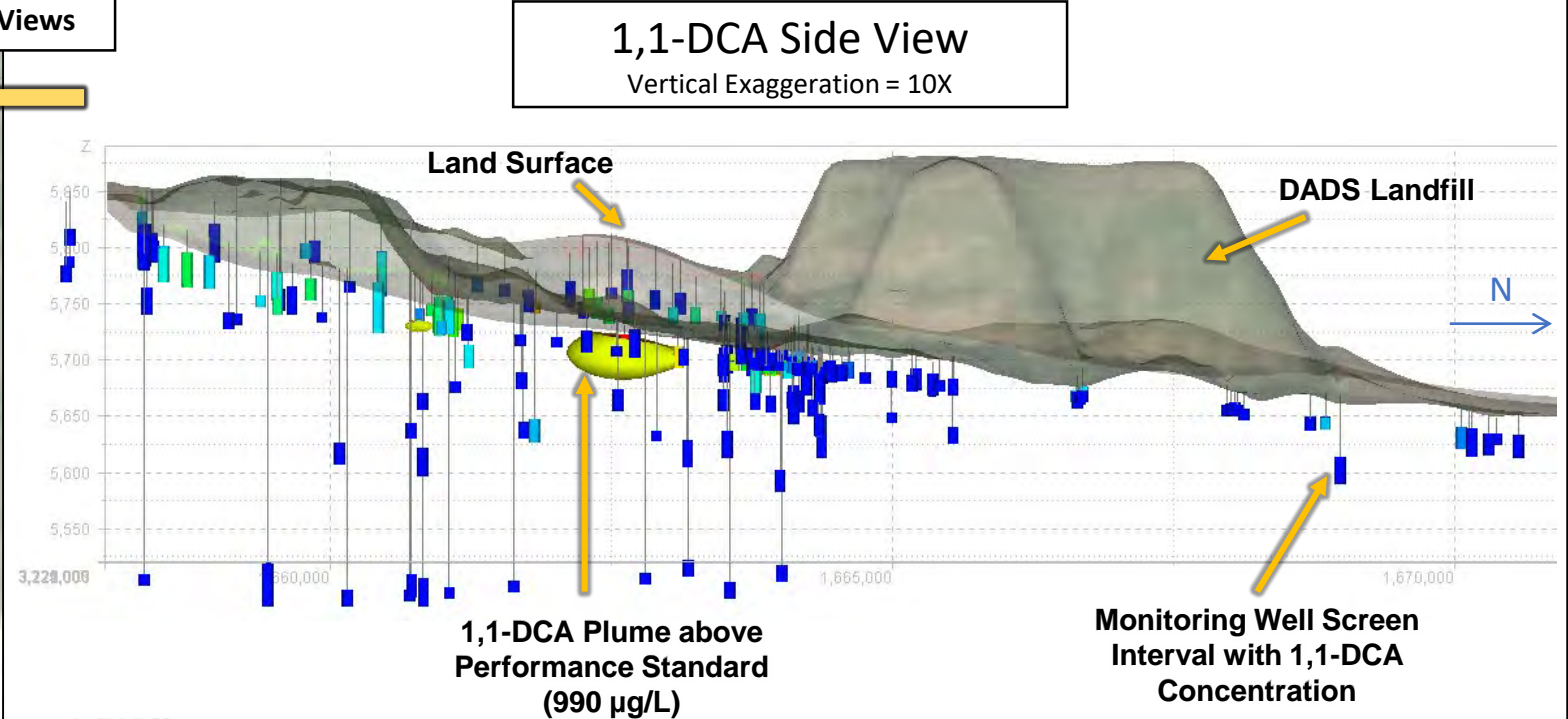 Views
1,1-DCA Side View
Vertical Exaggeration = 10X
Z
Land Surface
DADS Landfill
5,850
5,800
N
5,750
5,700
5,650
5,600
5,550
1,665,000
1,670,000
1,1-DCA Plume above
Performance Standard
(990 µg/L)
Monitoring Well Screen
Interval with 1,1-DCA
Concentration